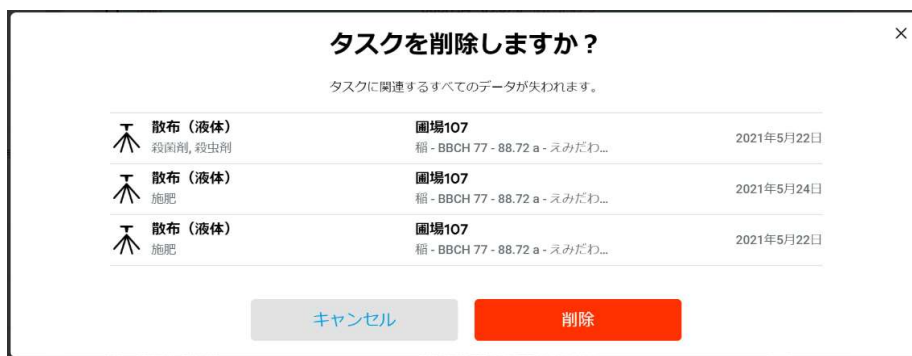 タスクを削除しますか？
×
タスクに関連するすべてのデータが失われます。
散布（液体） 圃場107 2021年5月22日
殺菌剤, 殺虫剤 稲 - BBCH 77 - 88.72 a - えみだわ...
散布（液体） 圃場107 2021年5月24日
施肥 稲 - BBCH 77 - 88.72 a - えみだわ...
散布（液体） 圃場107 2021年5月22日
施肥 稲 - BBCH 77 - 88.72 a - えみだわ...
キャンセル 削除